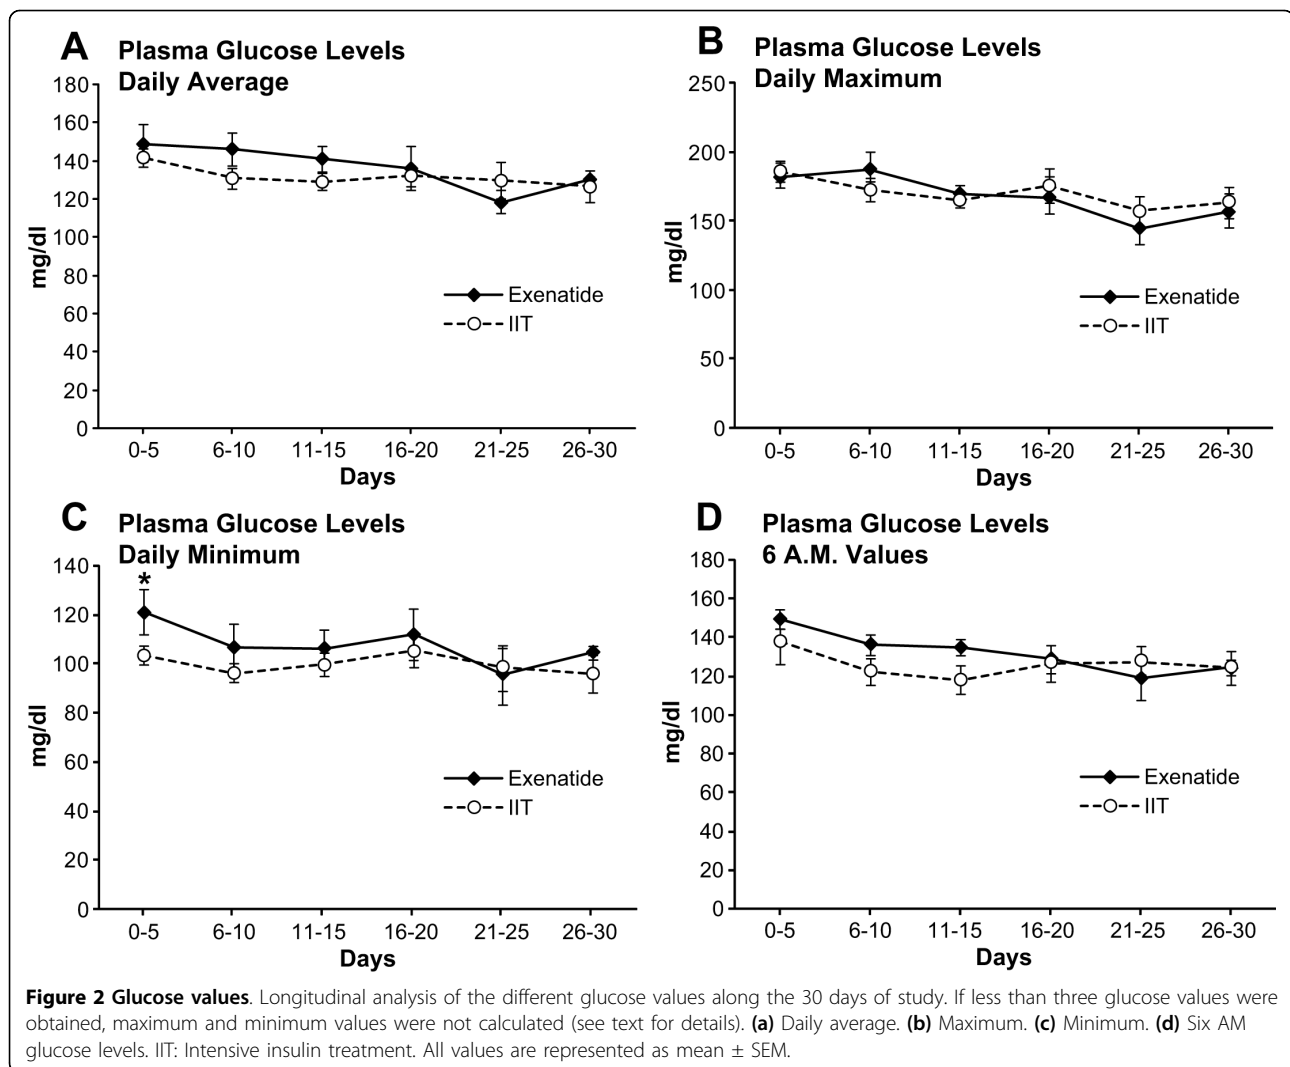 A
Plasma Glucose Levels
Daily Average
180
160
140
120
100
80
60
40
20
0
mg/dl
Exenatide
IIT
0-5 6-10 11-15 16-20 21-25 26-30
Days
B
Plasma Glucose Levels
Daily Maximum
250
200
150
100
50
0
mg/dl
Exenatide
IIT
0-5 6-10 11-15 16-20 21-25 26-30
Days
C
Plasma Glucose Levels
Daily Minimum
140
120
100
80
60
40
20
0
mg/dl
*
Exenatide
IIT
0-5 6-10 11-15 16-20 21-25 26-30
Days
D
Plasma Glucose Levels
6 A.M. Values
180
160
140
120
100
80
60
40
20
0
mg/dl
Exenatide
IIT
0-5 6-10 11-15 16-20 21-25 26-30
Days
Figure 2 Glucose values. Longitudinal analysis of the different glucose values along the 30 days of study. If less than three glucose values were
obtained, maximum and minimum values were not calculated (see text for details). (a) Daily average. (b) Maximum. (c) Minimum. (d) Six AM
glucose levels. IIT: Intensive insulin treatment. All values are represented as mean ± SEM.